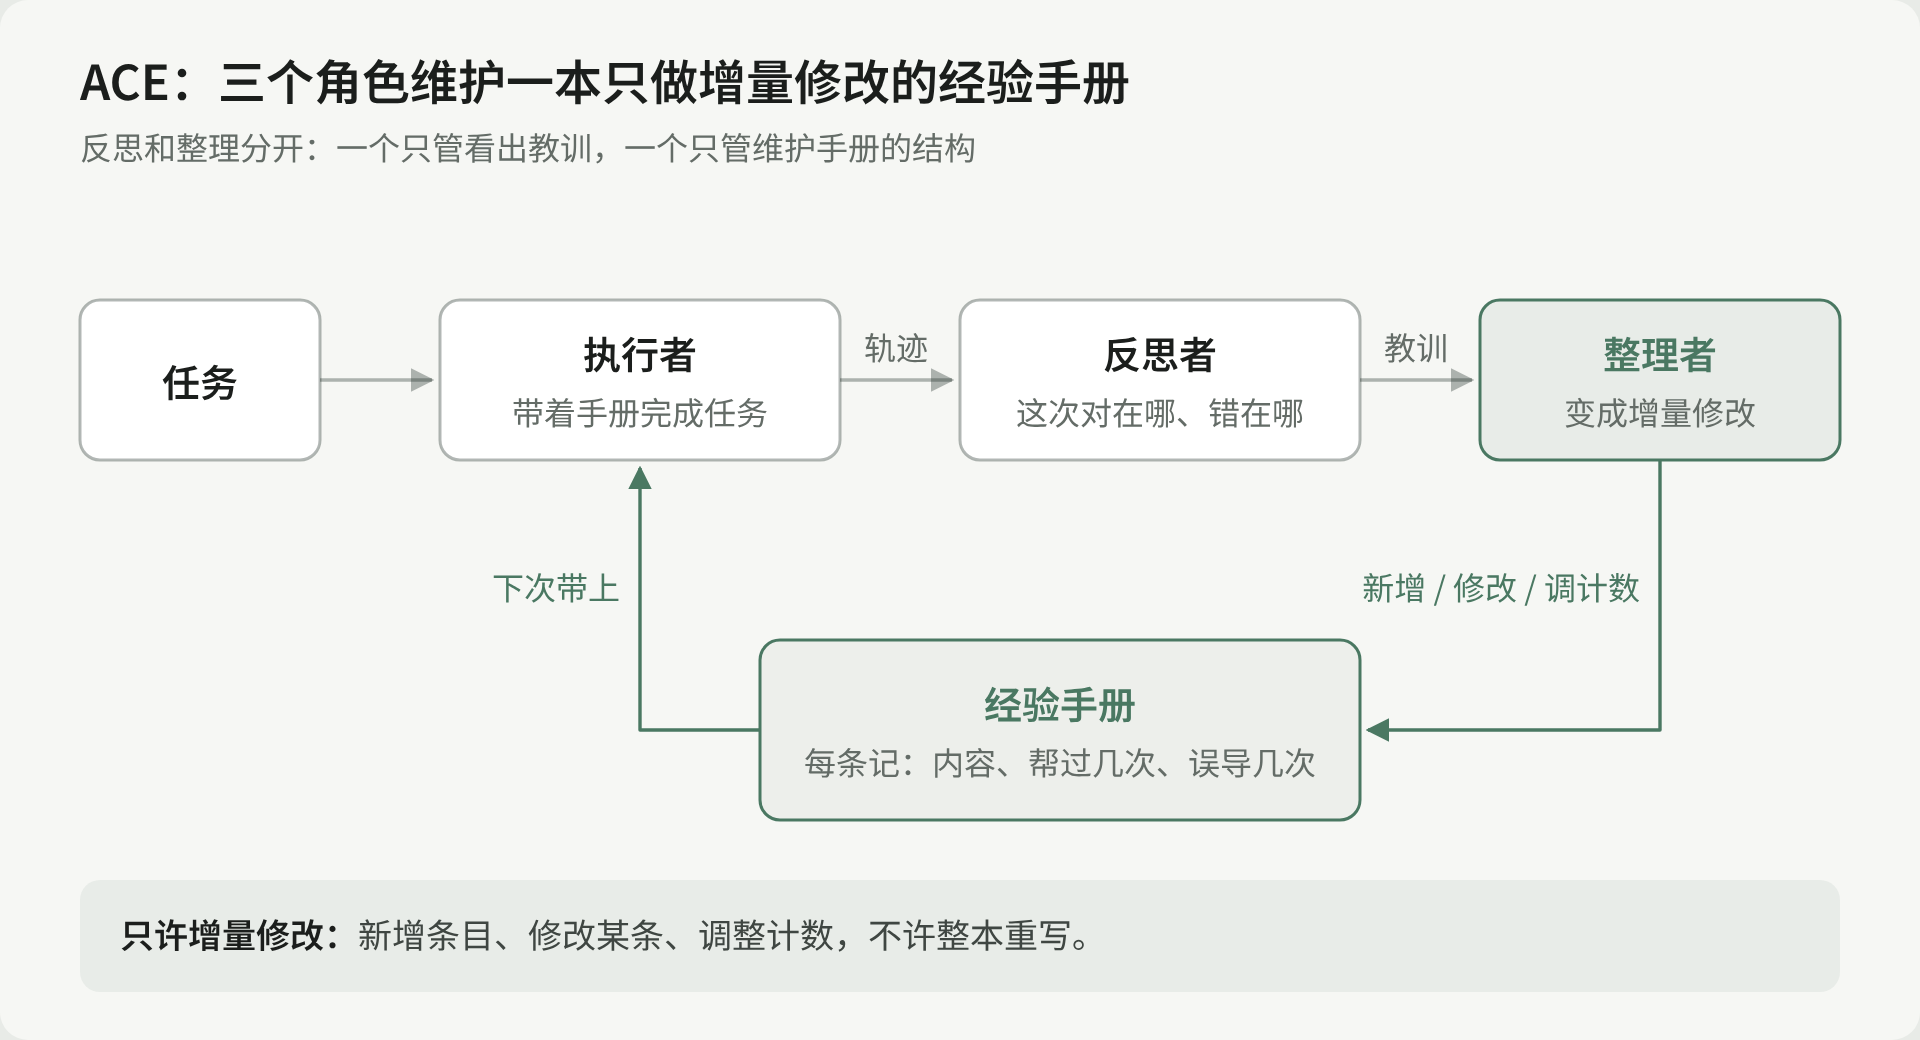 ACE：三个角色维护一本只做增量修改的经验手册
反思和整理分开：一个只管看出教训，一个只管维护手册的结构
任务
执行者
带着手册完成任务
轨迹
反思者
这次对在哪、错在哪
教训
整理者
变成增量修改
下次带上
新增 / 修改 / 调计数
经验手册
每条记：内容、帮过几次、误导几次
只许增量修改：新增条目、修改某条、调整计数，不许整本重写。